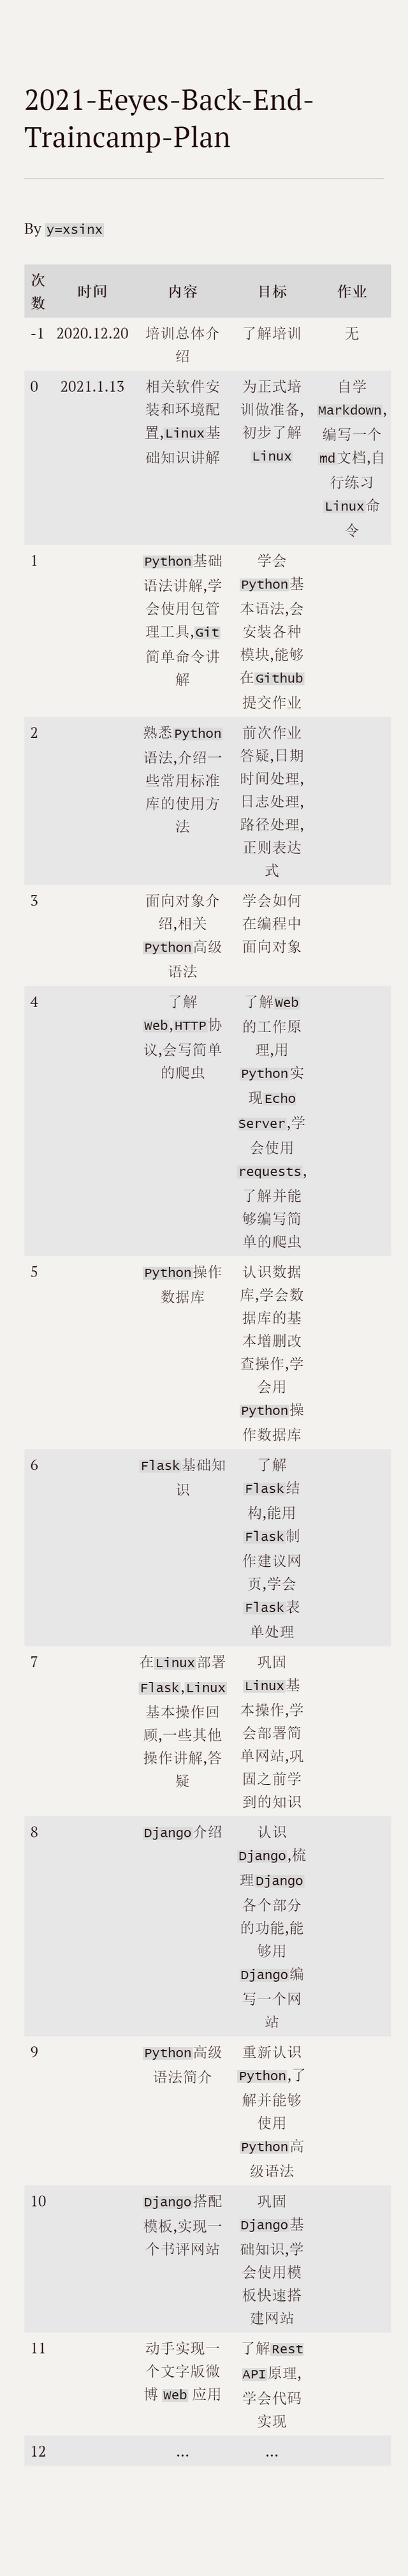 2021-Eeyes-Back-End-
Traincamp-Plan
By y=xsinx
次数 时间 内容 目标 作业
-1 2020.12.20 培训总体介绍 了解培训 无
0 2021.1.13 相关软件安装和环境配置,Linux基础知识讲解 为正式培训做准备,初步了解Linux 自学Markdown,编写一个md文档,自行练习Linux命令
1 Python基础语法讲解,学会使用包管理工具,Git简单命令讲解 学会Python基本语法,会安装各种模块,能够在Github提交作业
2 熟悉Python语法,介绍一些常用标准库的使用方法 前次作业答疑,日期时间处理,日志处理,路径处理,正则表达式
3 面向对象介绍,相关Python高级语法 学会如何在编程中面向对象
4 了解Web,HTTP协议,会写简单的爬虫 了解Web的工作原理,用Python实现Echo Server,学会使用requests,了解并能够编写简单的爬虫
5 Python操作数据库 认识数据库,学会数据库的基本增删改查操作,学会用Python操作数据库
6 Flask基础知识 了解Flask结构,能用Flask制作建议网页,学会Flask表单处理
7 在Linux部署Flask,Linux基本操作回顾,一些其他操作讲解,答疑 巩固Linux基本操作,学会部署简单网站,巩固之前学到的知识
8 Django介绍 认识Django,梳理Django各个部分的功能,能够用Django编写一个网站
9 Python高级语法简介 重新认识Python,了解并能够使用Python高级语法
10 Django搭配模板,实现一个书评网站 巩固Django基础知识,学会使用模板快速搭建网站
11 动手实现一个文字版微博 Web 应用 了解Rest API原理,学会代码实现
12 ... ...